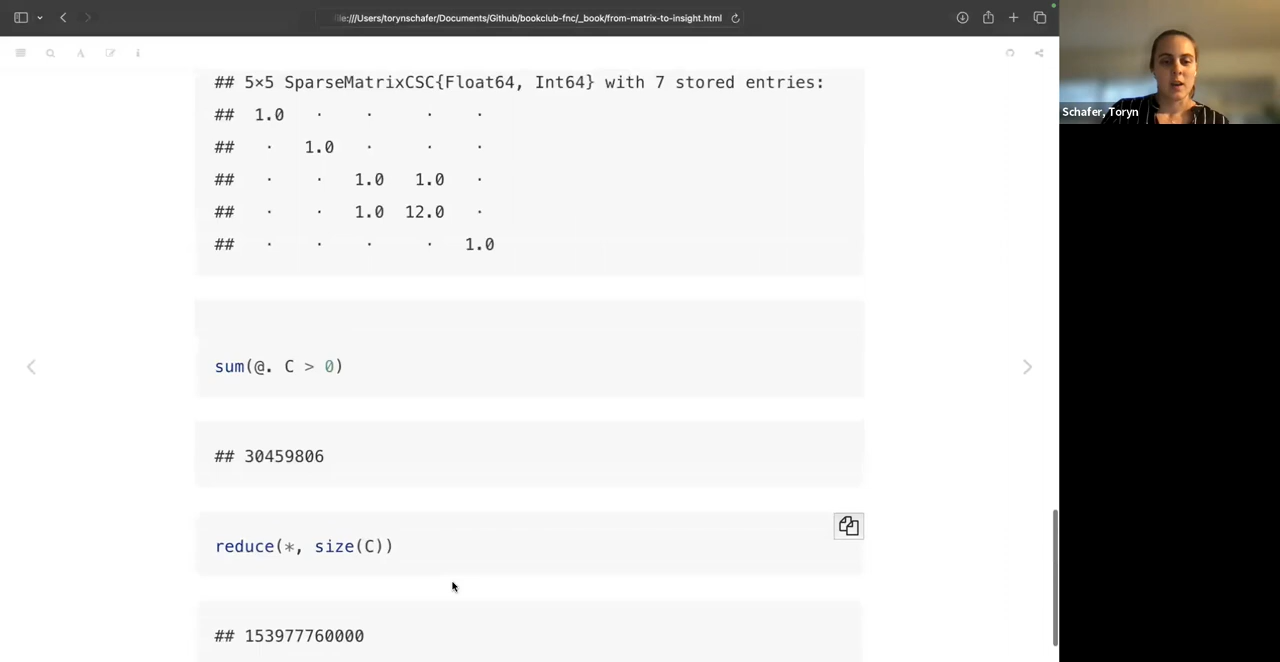 ile:///Users/torynschafer/Documents/Github/bookclub-fnc/_book/from-matrix-to-insight.html
Schafer, Toryn
## 5×5 SparseMatrixCSC{Float64, Int64} with 7 stored entries:
## 1.0 · · · ·
## · 1.0 · · ·
## · · 1.0 1.0 ·
## · · 1.0 12.0 ·
## · · · · 1.0
sum(@. C > 0)
## 30459806
reduce(*, size(C))
## 153977760000